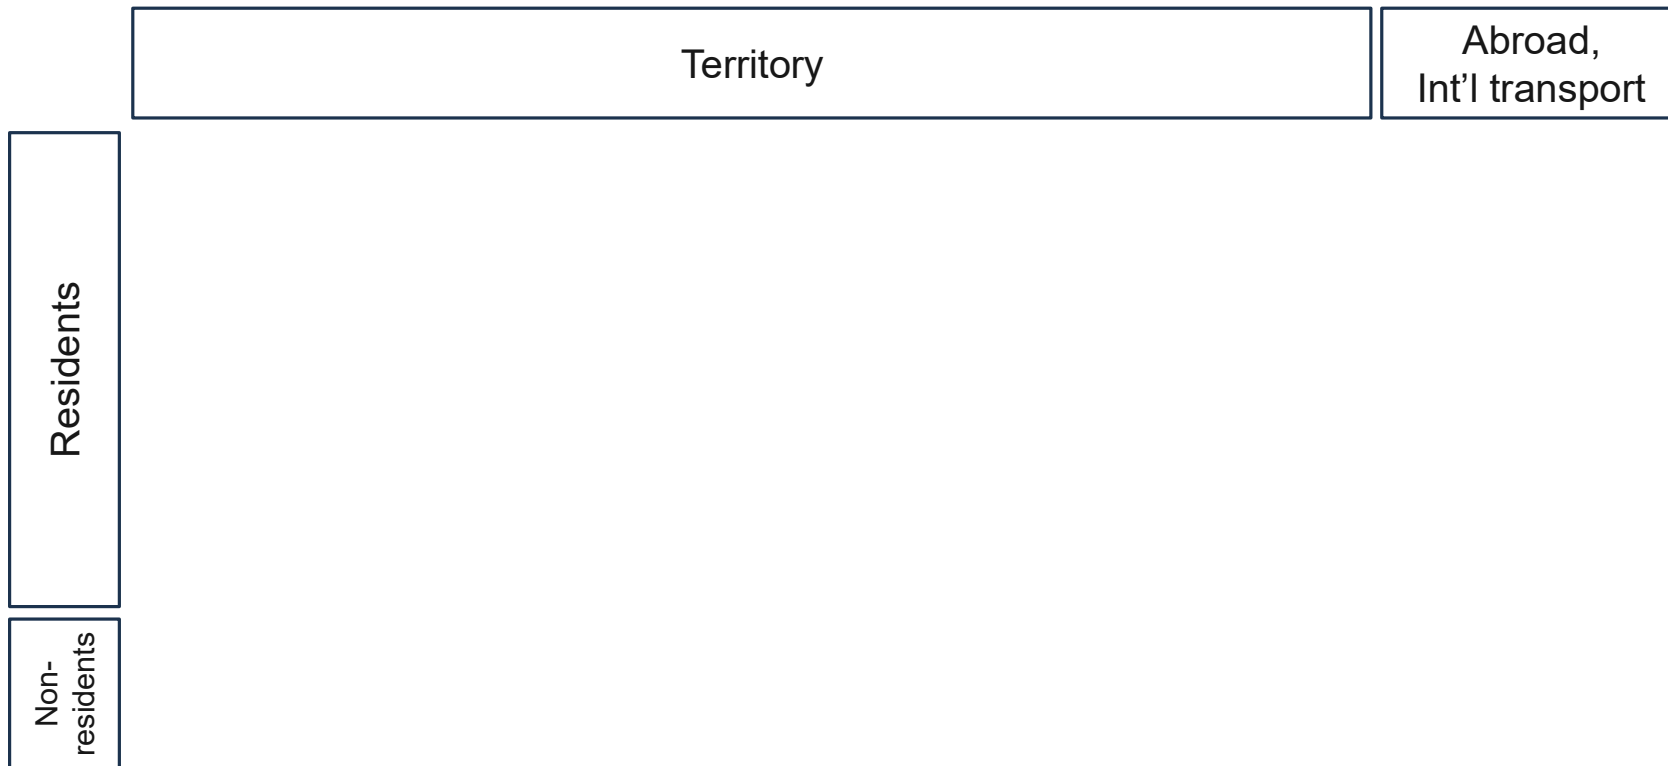 Territory
Abroad,
Int’l transport
Residents
Non-
residents